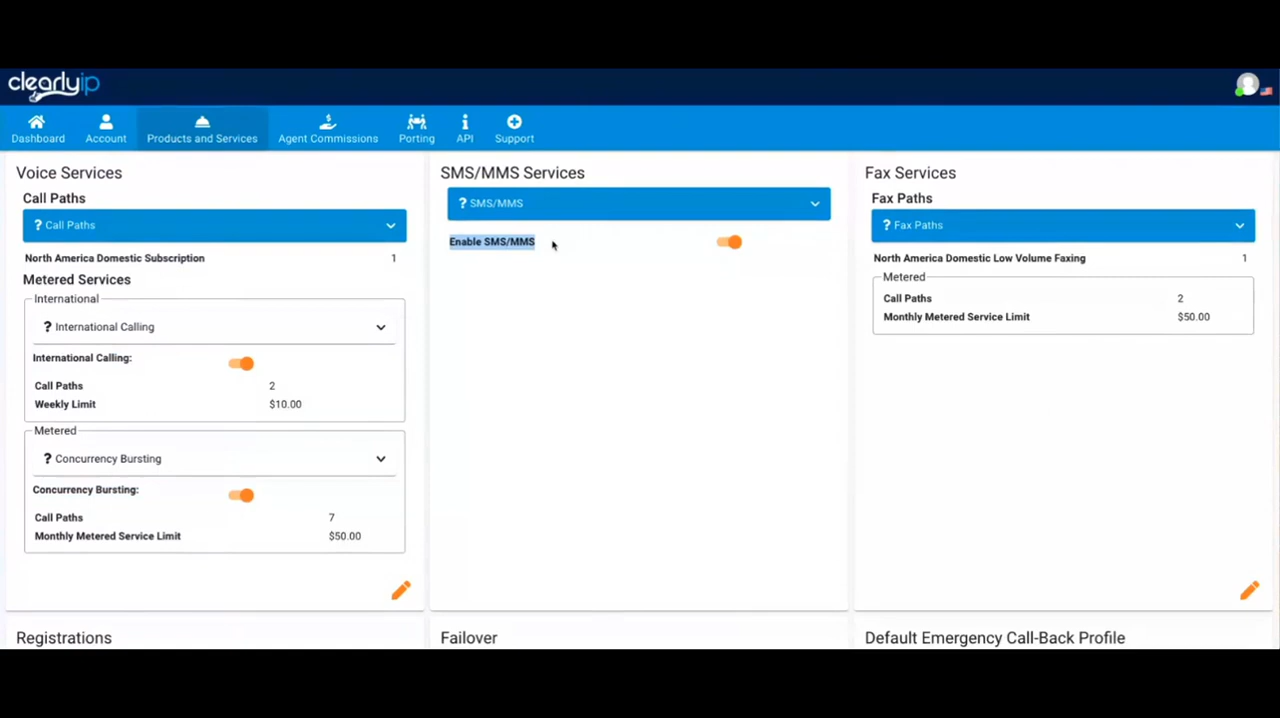 clearlyip
Dashboard
Account
Products and Services
Agent Commissions
Porting
API
Support
Voice Services
Call Paths
? Call Paths
North America Domestic Subscription 1
Metered Services
International
? International Calling
International Calling:
Call Paths 2
Weekly Limit $10.00
Metered
? Concurrency Bursting
Concurrency Bursting:
Call Paths 7
Monthly Metered Service Limit $50.00
SMS/MMS Services
? SMS/MMS
Enable SMS/MMS
Fax Services
Fax Paths
? Fax Paths
North America Domestic Low Volume Faxing 1
Metered
Call Paths 2
Monthly Metered Service Limit $50.00
Registrations
Failover
Default Emergency Call-Back Profile